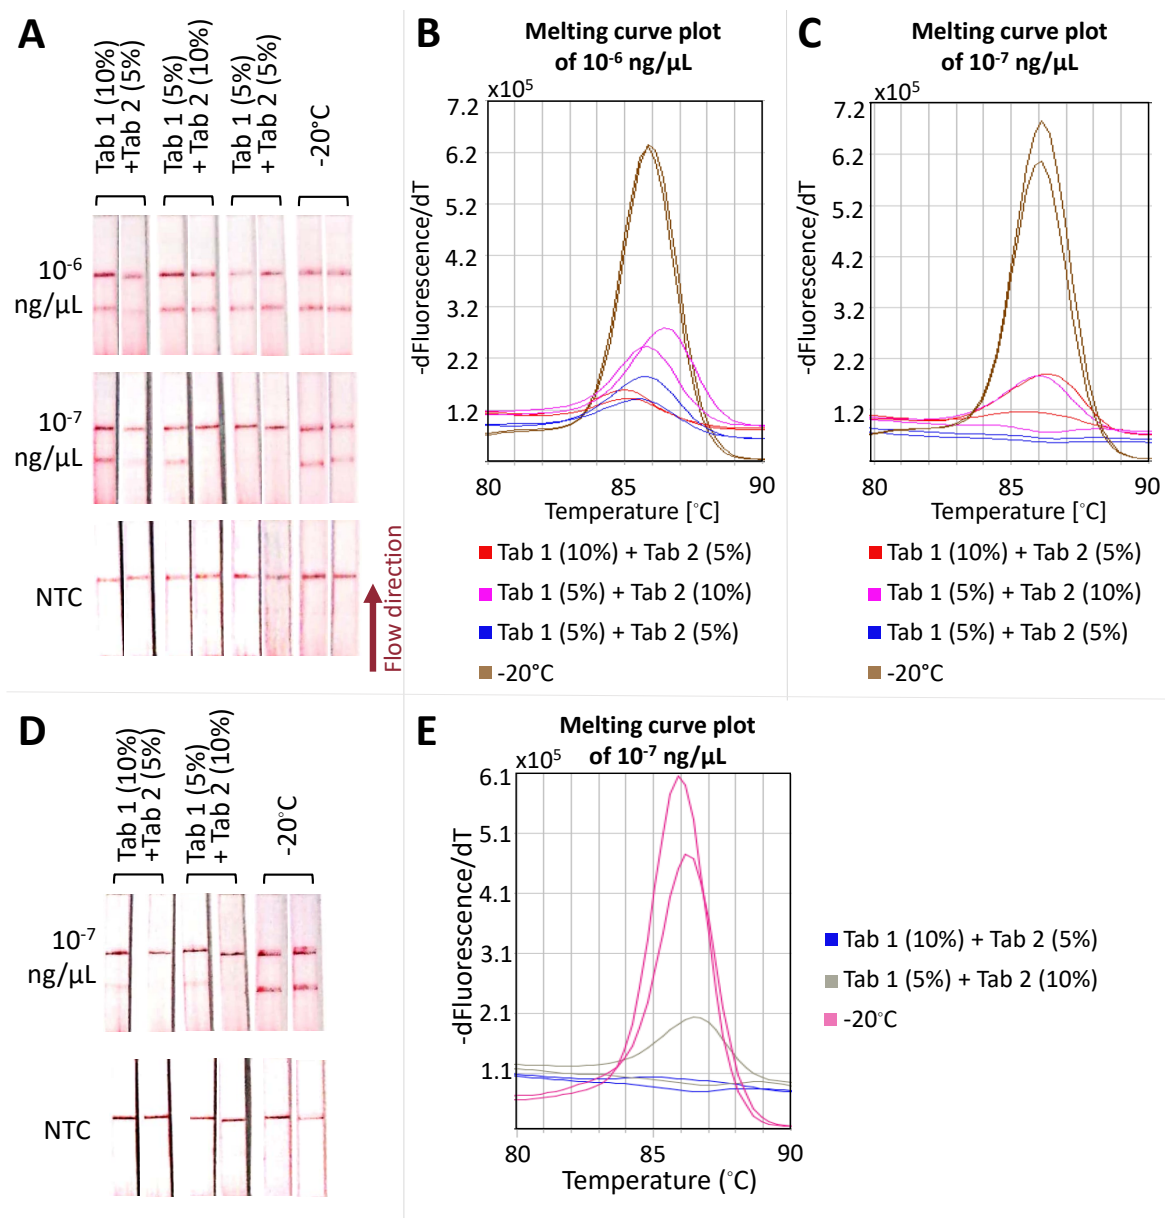 A
Tab 1 (10%)
+Tab 2 (5%)
Tab 1 (5%)
+ Tab 2 (10%)
Tab 1 (5%)
+ Tab 2 (5%)
-20°C
10-6
ng/µL
10-7
ng/µL
NTC
Flow direction
B
Melting curve plot
of 10-6 ng/µL
x10⁵
7.2
6.2
5.2
4.2
3.2
2.2
1.2
-dFluorescence/dT
80
85
90
Temperature [°C]
Tab 1 (10%) + Tab 2 (5%)
Tab 1 (5%) + Tab 2 (10%)
Tab 1 (5%) + Tab 2 (5%)
-20°C
C
Melting curve plot
of 10-7 ng/µL
x10⁵
7.2
6.2
5.2
4.2
3.2
2.2
1.2
-dFluorescence/dT
80
85
90
Temperature [°C]
Tab 1 (10%) + Tab 2 (5%)
Tab 1 (5%) + Tab 2 (10%)
Tab 1 (5%) + Tab 2 (5%)
-20°C
D
Tab 1 (10%)
+Tab 2 (5%)
Tab 1 (5%)
+ Tab 2 (10%)
-20°C
10-7
ng/µL
NTC
E
Melting curve plot
of 10-7 ng/µL
x10⁵
6.1
5.1
4.1
3.1
2.1
1.1
-dFluorescence/dT
80
85
90
Temperature (°C)
Tab 1 (10%) + Tab 2 (5%)
Tab 1 (5%) + Tab 2 (10%)
-20°C